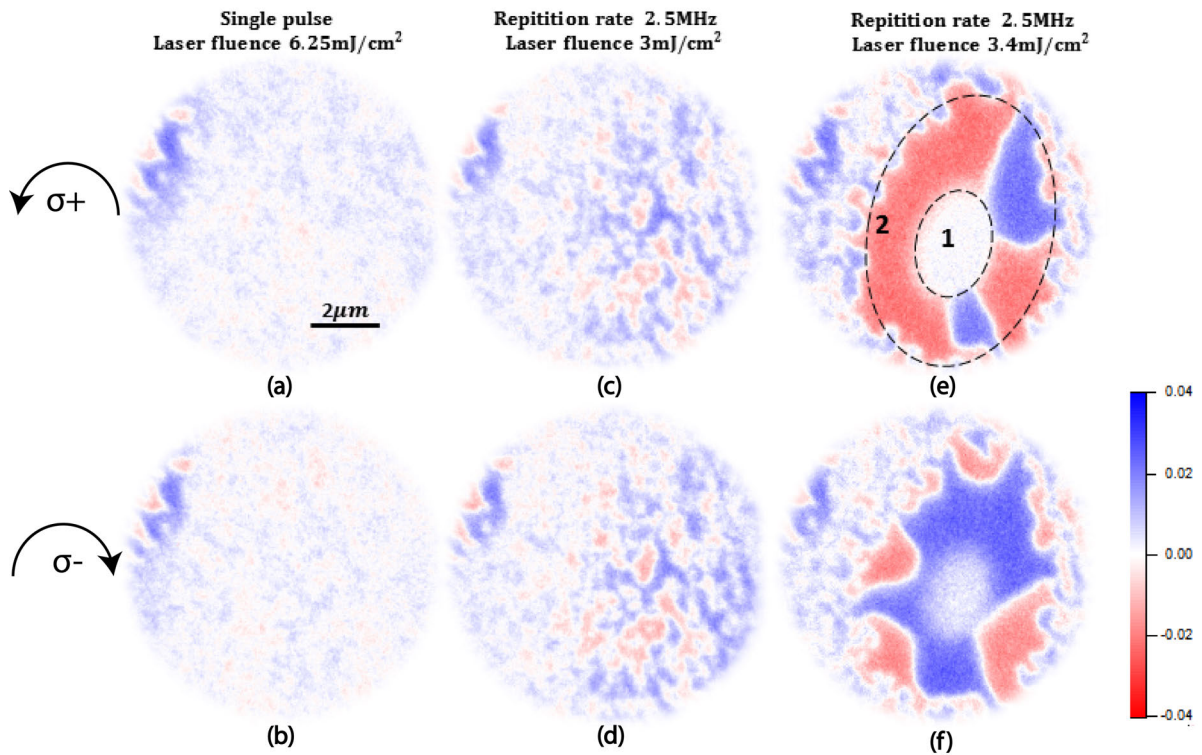 Single pulse
Laser fluence 6.25mJ/cm²
Repitition rate 2.5MHz
Laser fluence 3mJ/cm²
Repitition rate 2.5MHz
Laser fluence 3.4mJ/cm²
σ+
2μm
2
1
(a)
(c)
(e)
σ-
0.04
0.02
0.00
-0.02
-0.04
(b)
(d)
(f)